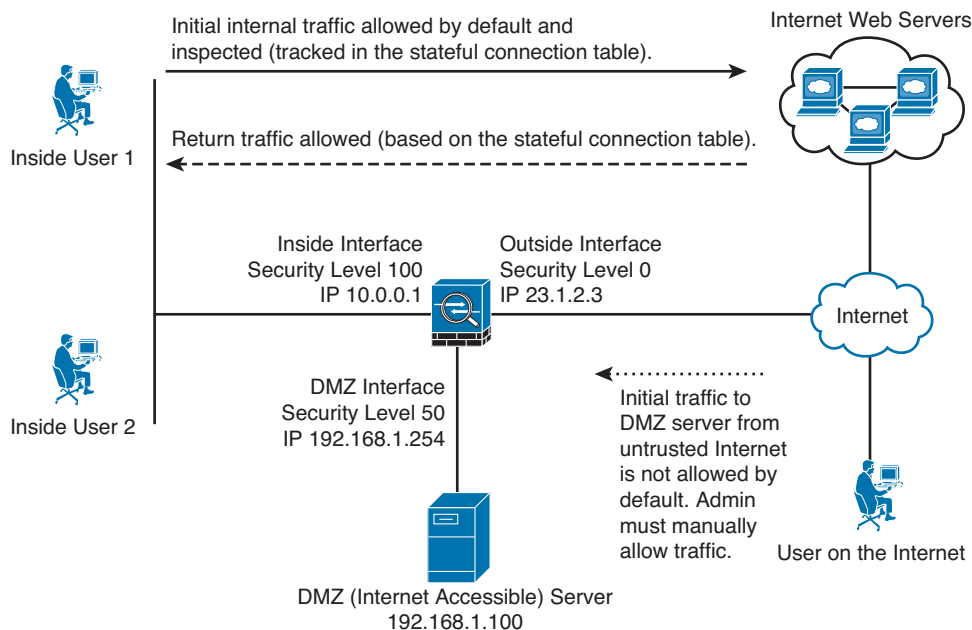 Initial internal traffic allowed by default and
inspected (tracked in the stateful connection table).
Internet Web Servers
Inside User 1
Return traffic allowed (based on the stateful connection table).
Inside Interface
Security Level 100
IP 10.0.0.1
Outside Interface
Security Level 0
IP 23.1.2.3
Internet
Inside User 2
DMZ Interface
Security Level 50
IP 192.168.1.254
Initial traffic to
DMZ server from
untrusted Internet
is not allowed by
default. Admin
must manually
allow traffic.
User on the Internet
DMZ (Internet Accessible) Server
192.168.1.100